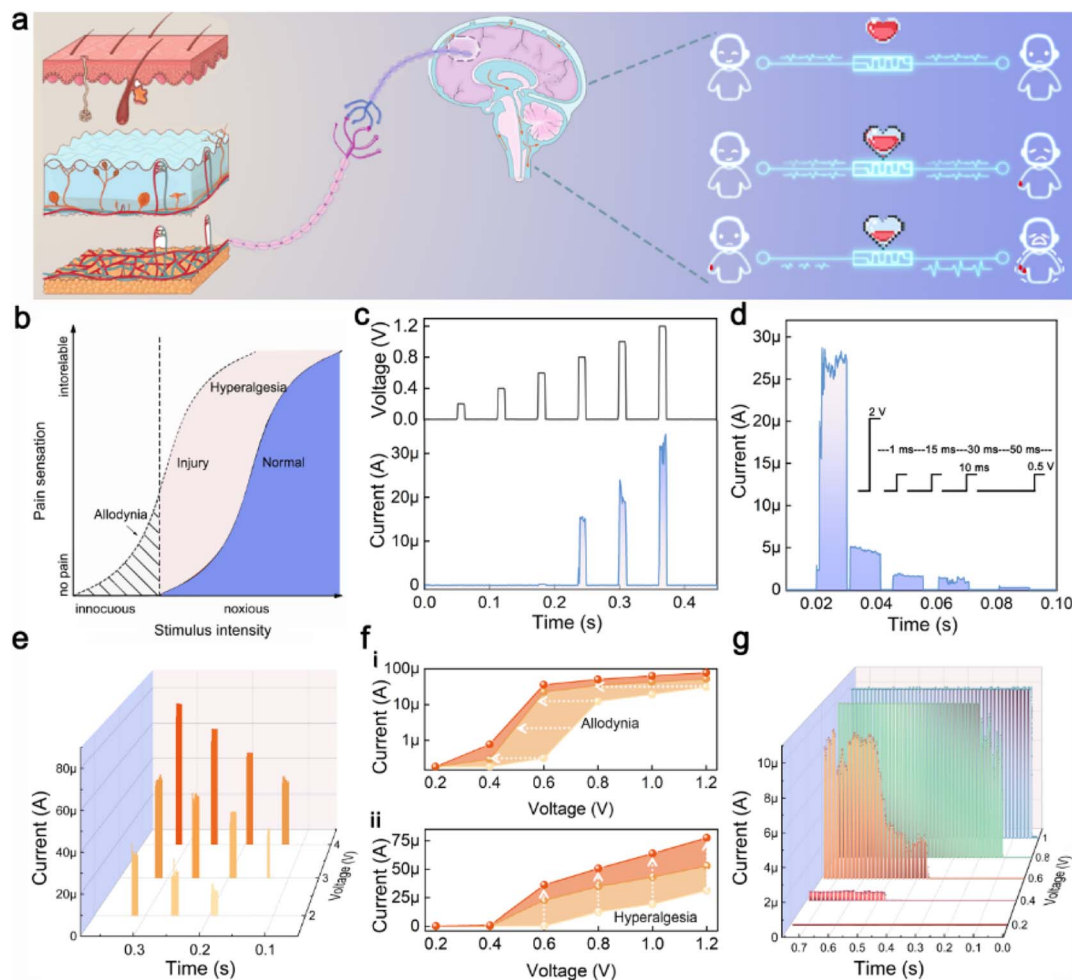 a
b
intorelable
Pain sensation
no pain
Hyperalgesia
Injury
Normal
Allodynia
innocuous
noxious
Stimulus intensity
c
Voltage (V)
1.2
0.8
0.4
0.0
Current (A)
30μ
20μ
10μ
0
0.0 0.1 0.2 0.3 0.4
Time (s)
d
Current (A)
30μ
25μ
20μ
15μ
10μ
5μ
0
2 V
---1 ms----15 ms----30 ms----50 ms---
10 ms
0.5 V
0.02 0.04 0.06 0.08 0.10
Time (s)
e
Current (A)
80μ
60μ
40μ
20μ
0
0.3 0.2 0.1
Time (s)
4
3
2
Voltage (V)
f
i
Current (A)
100μ
10μ
1μ
Allodynia
0.2 0.4 0.6 0.8 1.0 1.2
Voltage (V)
ii
Current (A)
75μ
50μ
25μ
0
Hyperalgesia
0.2 0.4 0.6 0.8 1.0 1.2
Voltage (V)
g
Current (A)
10μ
8μ
6μ
4μ
2μ
0
0.7 0.6 0.5 0.4 0.3 0.2 0.1 0.0
Time (s)
1
0.8
0.6
0.4
0.2
Voltage (V)